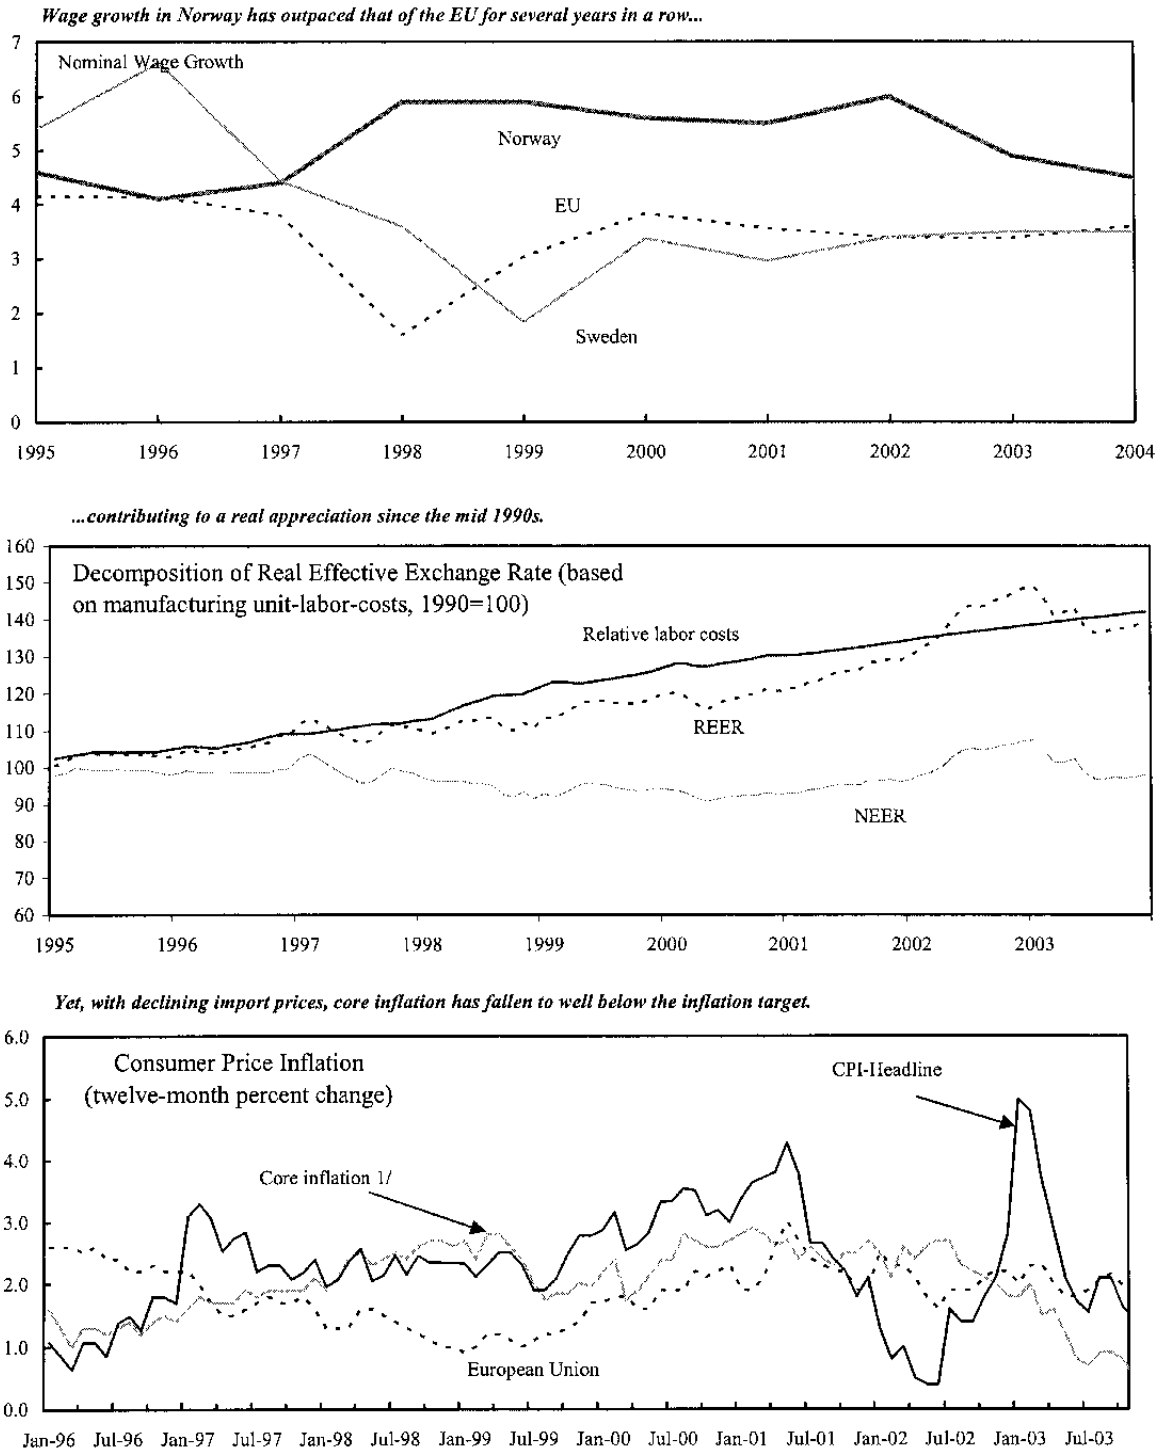 Wage growth in Norway has outpaced that of the EU for several years in a row...
7
Nominal Wage Growth
6
Norway
5
EU
4
3
Sweden
2
1
0
1995 1996 1997 1998 1999 2000 2001 2002 2003 2004
...contributing to a real appreciation since the mid 1990s.
160
Decomposition of Real Effective Exchange Rate (based
150
on manufacturing unit-labor-costs, 1990=100)
140
Relative labor costs
130
120
REER
110
100
NEER
90
80
70
60
1995 1996 1997 1998 1999 2000 2001 2002 2003
Yet, with declining import prices, core inflation has fallen to well below the inflation target.
6.0
Consumer Price Inflation
CPI-Headline
(twelve-month percent change)
5.0
4.0
Core inflation 1/
3.0
2.0
1.0
European Union
0.0
Jan-96 Jul-96 Jan-97 Jul-97 Jan-98 Jul-98 Jan-99 Jul-99 Jan-00 Jul-00 Jan-01 Jul-01 Jan-02 Jul-02 Jan-03 Jul-03